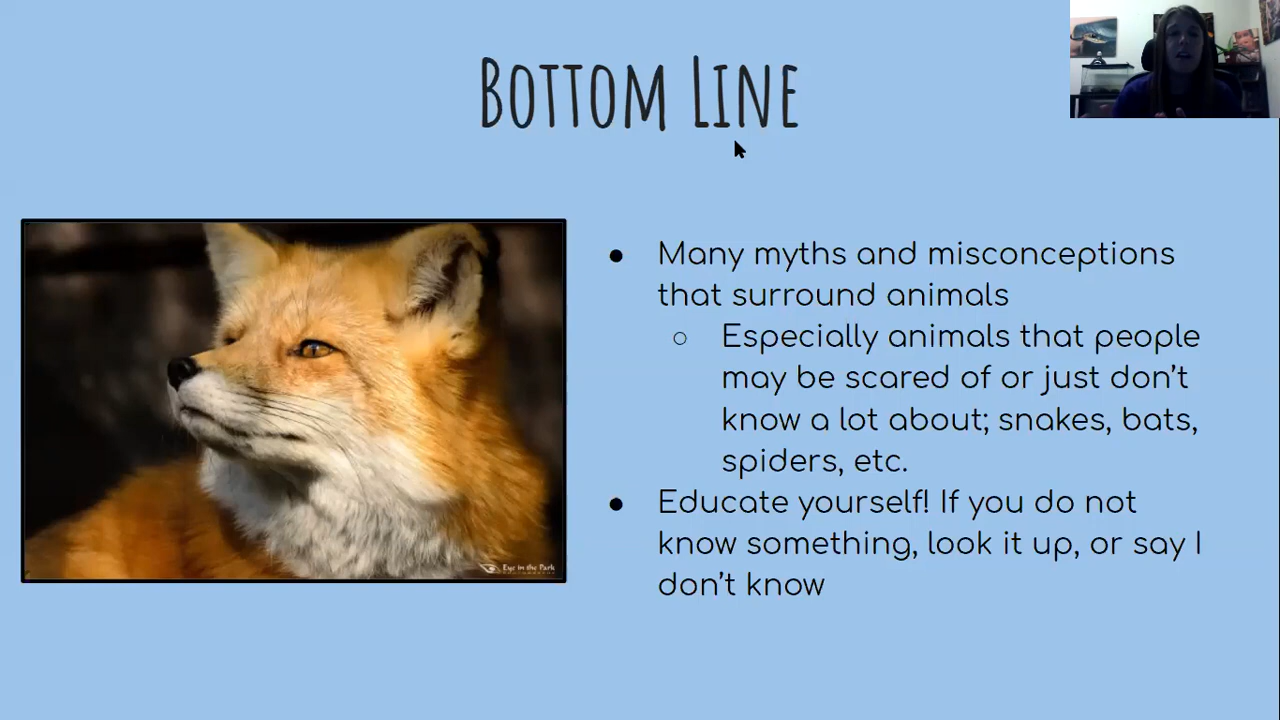 Bottom Line
● Many myths and misconceptions
that surround animals
○ Especially animals that people
may be scared of or just don't
know a lot about; snakes, bats,
spiders, etc.
● Educate yourself! If you do not
know something, look it up, or say I
don't know
Eye in the Park